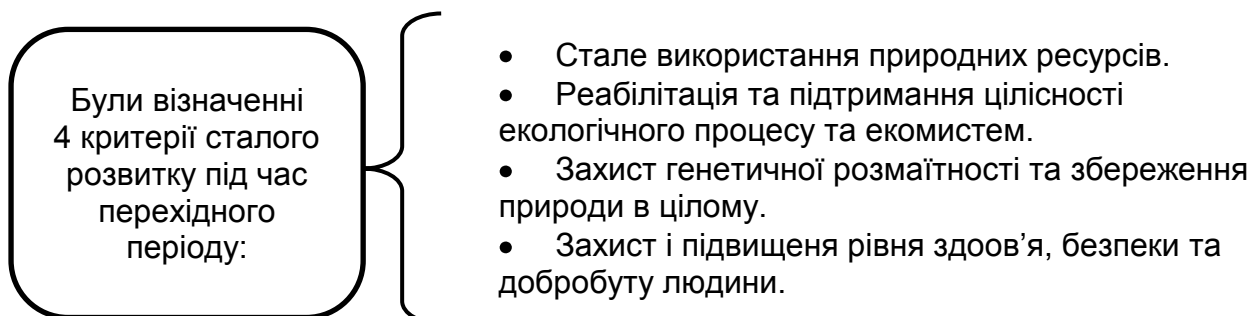 Були візначенні
4 критерії сталого
розвитку під час
перехідного
періоду:
• Стале використання природних ресурсів.
• Реабілітація та підтримання цілісності
екологічного процесу та екомистем.
• Захист генетичної розмаїтності та збереження
природи в цілому.
• Захист і підвищеня рівня здоов’я, безпеки та
добробуту людини.